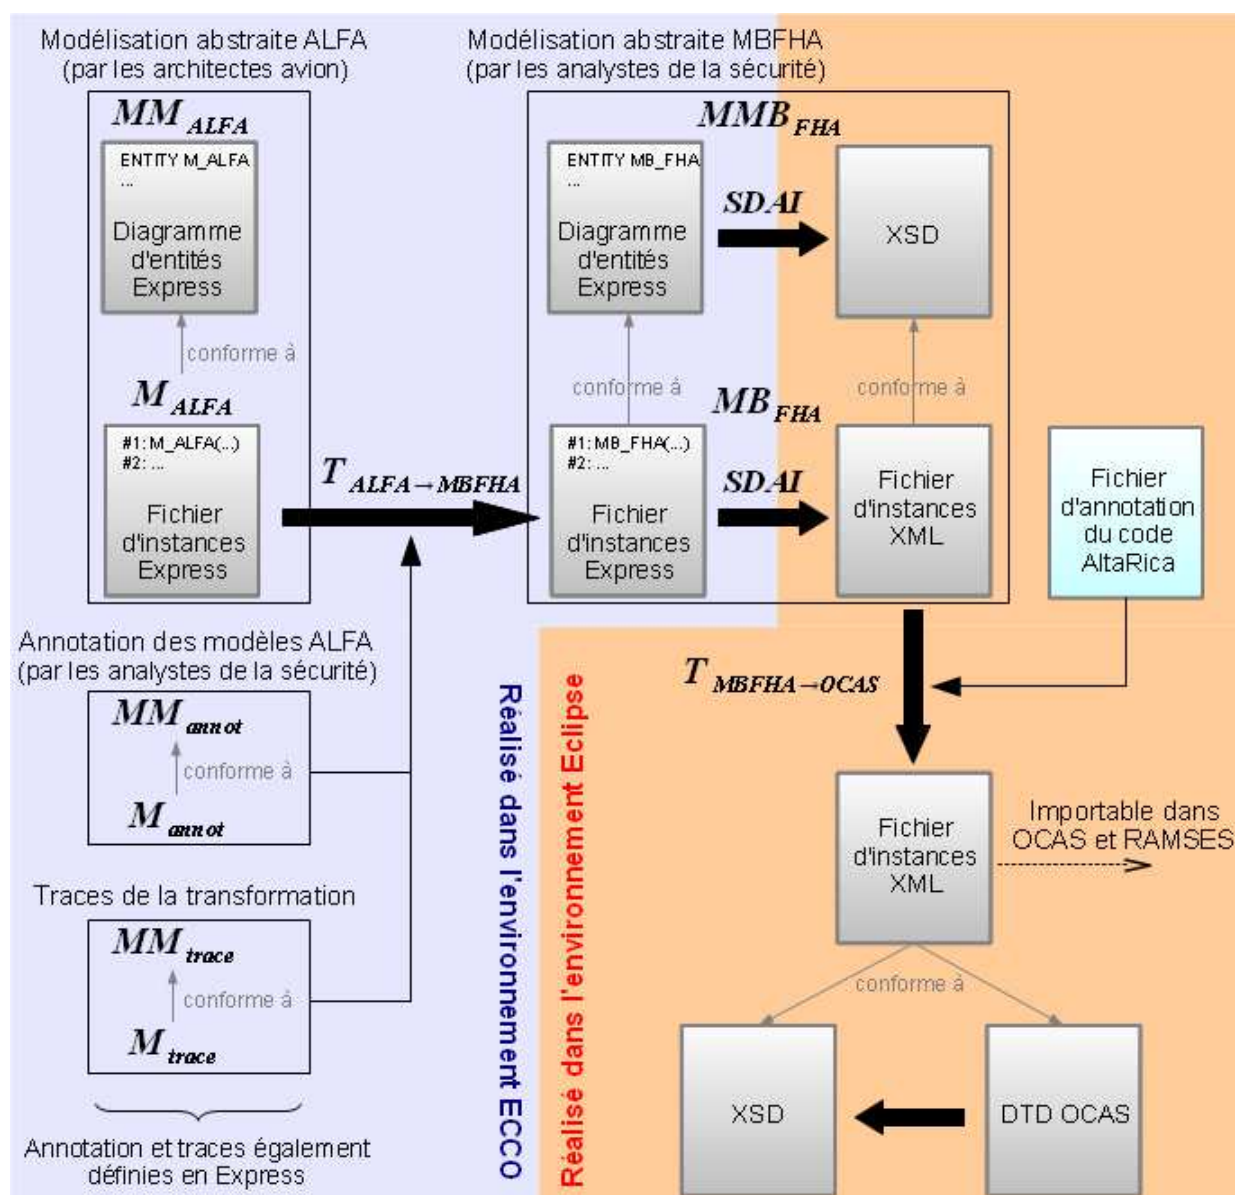 Modélisation abstraite ALFA
(par les architectes avion)
MM ALFA
ENTITY M_ALFA
...
Diagramme
d'entités
Express
conforme à
M ALFA
#1: M_ALFA(...)
#2: ...
Fichier
d'instances
Express
T ALFA→MBFHA
Modélisation abstraite MBFHA
(par les analystes de la sécurité)
MMB FHA
ENTITY MB_FHA
...
Diagramme
d'entités
Express
SDAI
XSD
conforme à
conforme à
MB FHA
#1: MB_FHA(...)
#2: ...
Fichier
d'instances
Express
SDAI
Fichier
d'instances
XML
Fichier
d'annotation
du code
AltaRica
Annotation des modèles ALFA
(par les analystes de la sécurité)
MM annot
conforme à
M annot
Traces de la transformation
MM trace
conforme à
M trace
Annotation et traces également
définies en Express
Réalisé dans l'environnement ECCO
Réalisé dans l'environnement Eclipse
T MBFHA→OCAS
Fichier
d'instances
XML
Importable dans
OCAS et RAMSES
conforme à
XSD
DTD OCAS